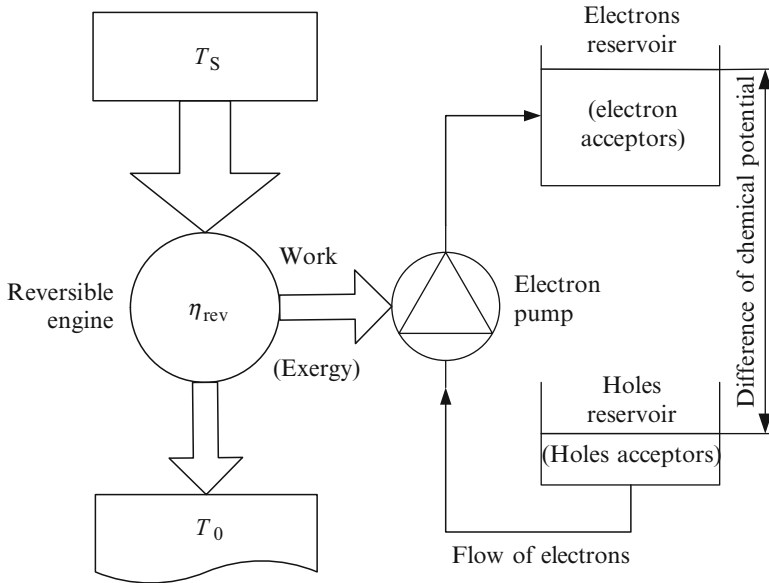 T_S
Reversible
engine
η_rev
Work
(Exergy)
T_0
Electron
pump
Electrons
reservoir
(electron
acceptors)
Difference of chemical potential
Holes
reservoir
(Holes acceptors)
Flow of electrons